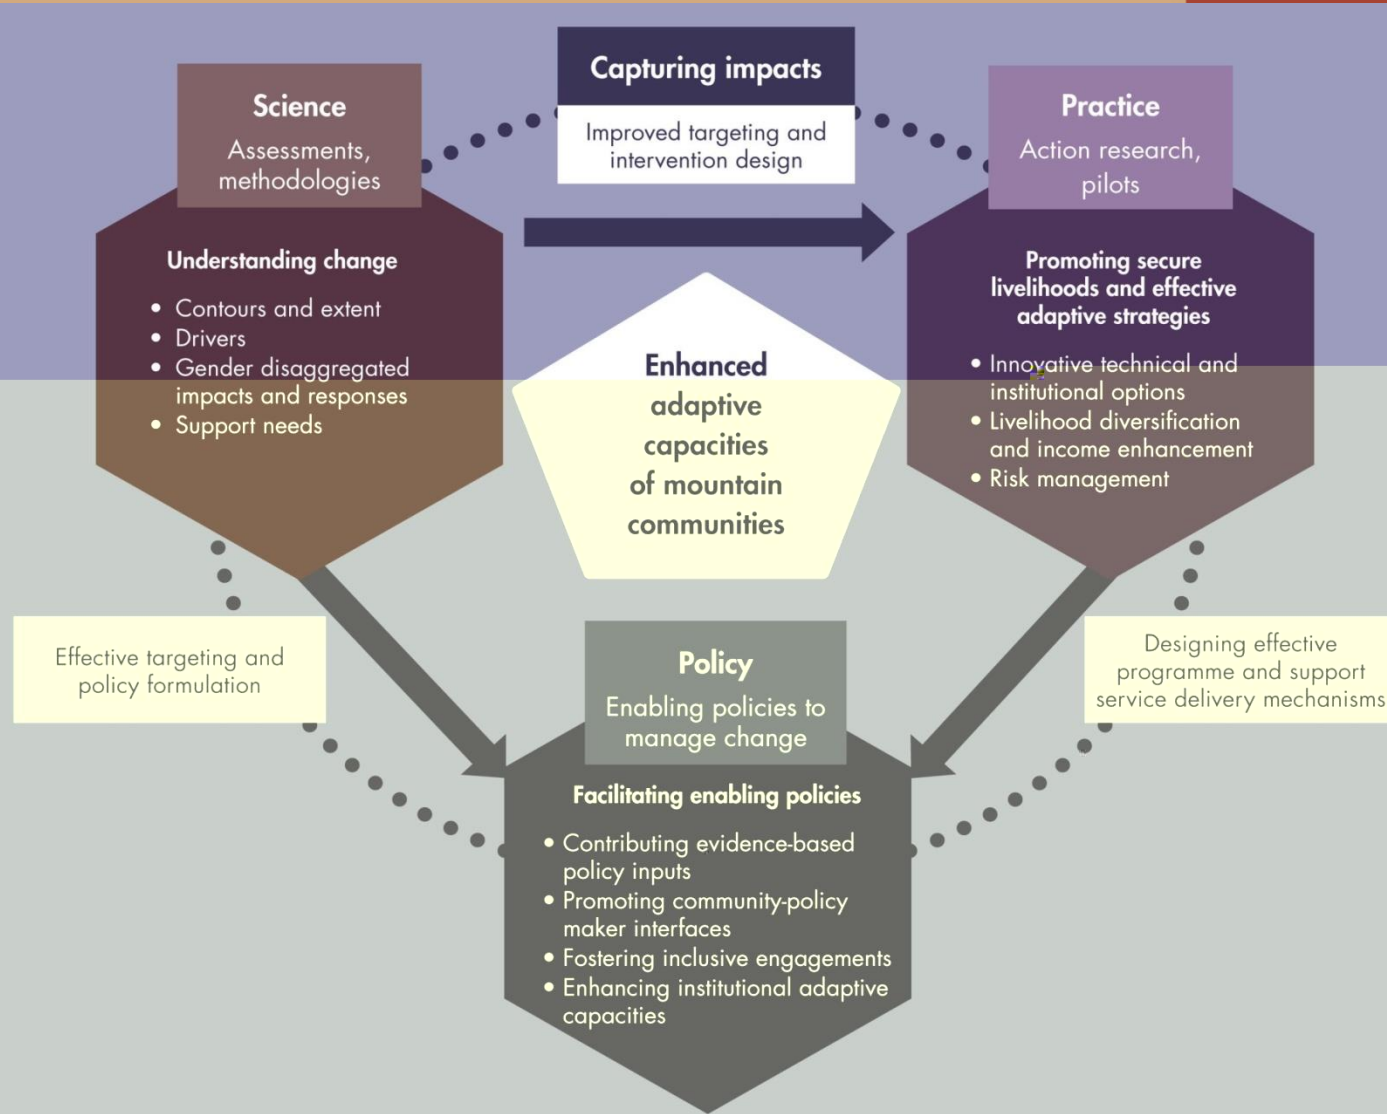 Capturing impacts
Improved targeting and
intervention design
Science
Assessments,
methodologies
Understanding change
• Contours and extent
• Drivers
• Gender disaggregated
impacts and responses
• Support needs
Practice
Action research,
pilots
Promoting secure
livelihoods and effective
adaptive strategies
• Innovative technical and
institutional options
• Livelihood diversification
and income enhancement
• Risk management
Enhanced
adaptive
capacities
of mountain
communities
Effective targeting and
policy formulation
Designing effective
programme and support
service delivery mechanisms
Policy
Enabling policies to
manage change
Facilitating enabling policies
• Contributing evidence-based
policy inputs
• Promoting community-policy
maker interfaces
• Fostering inclusive engagements
• Enhancing institutional adaptive
capacities